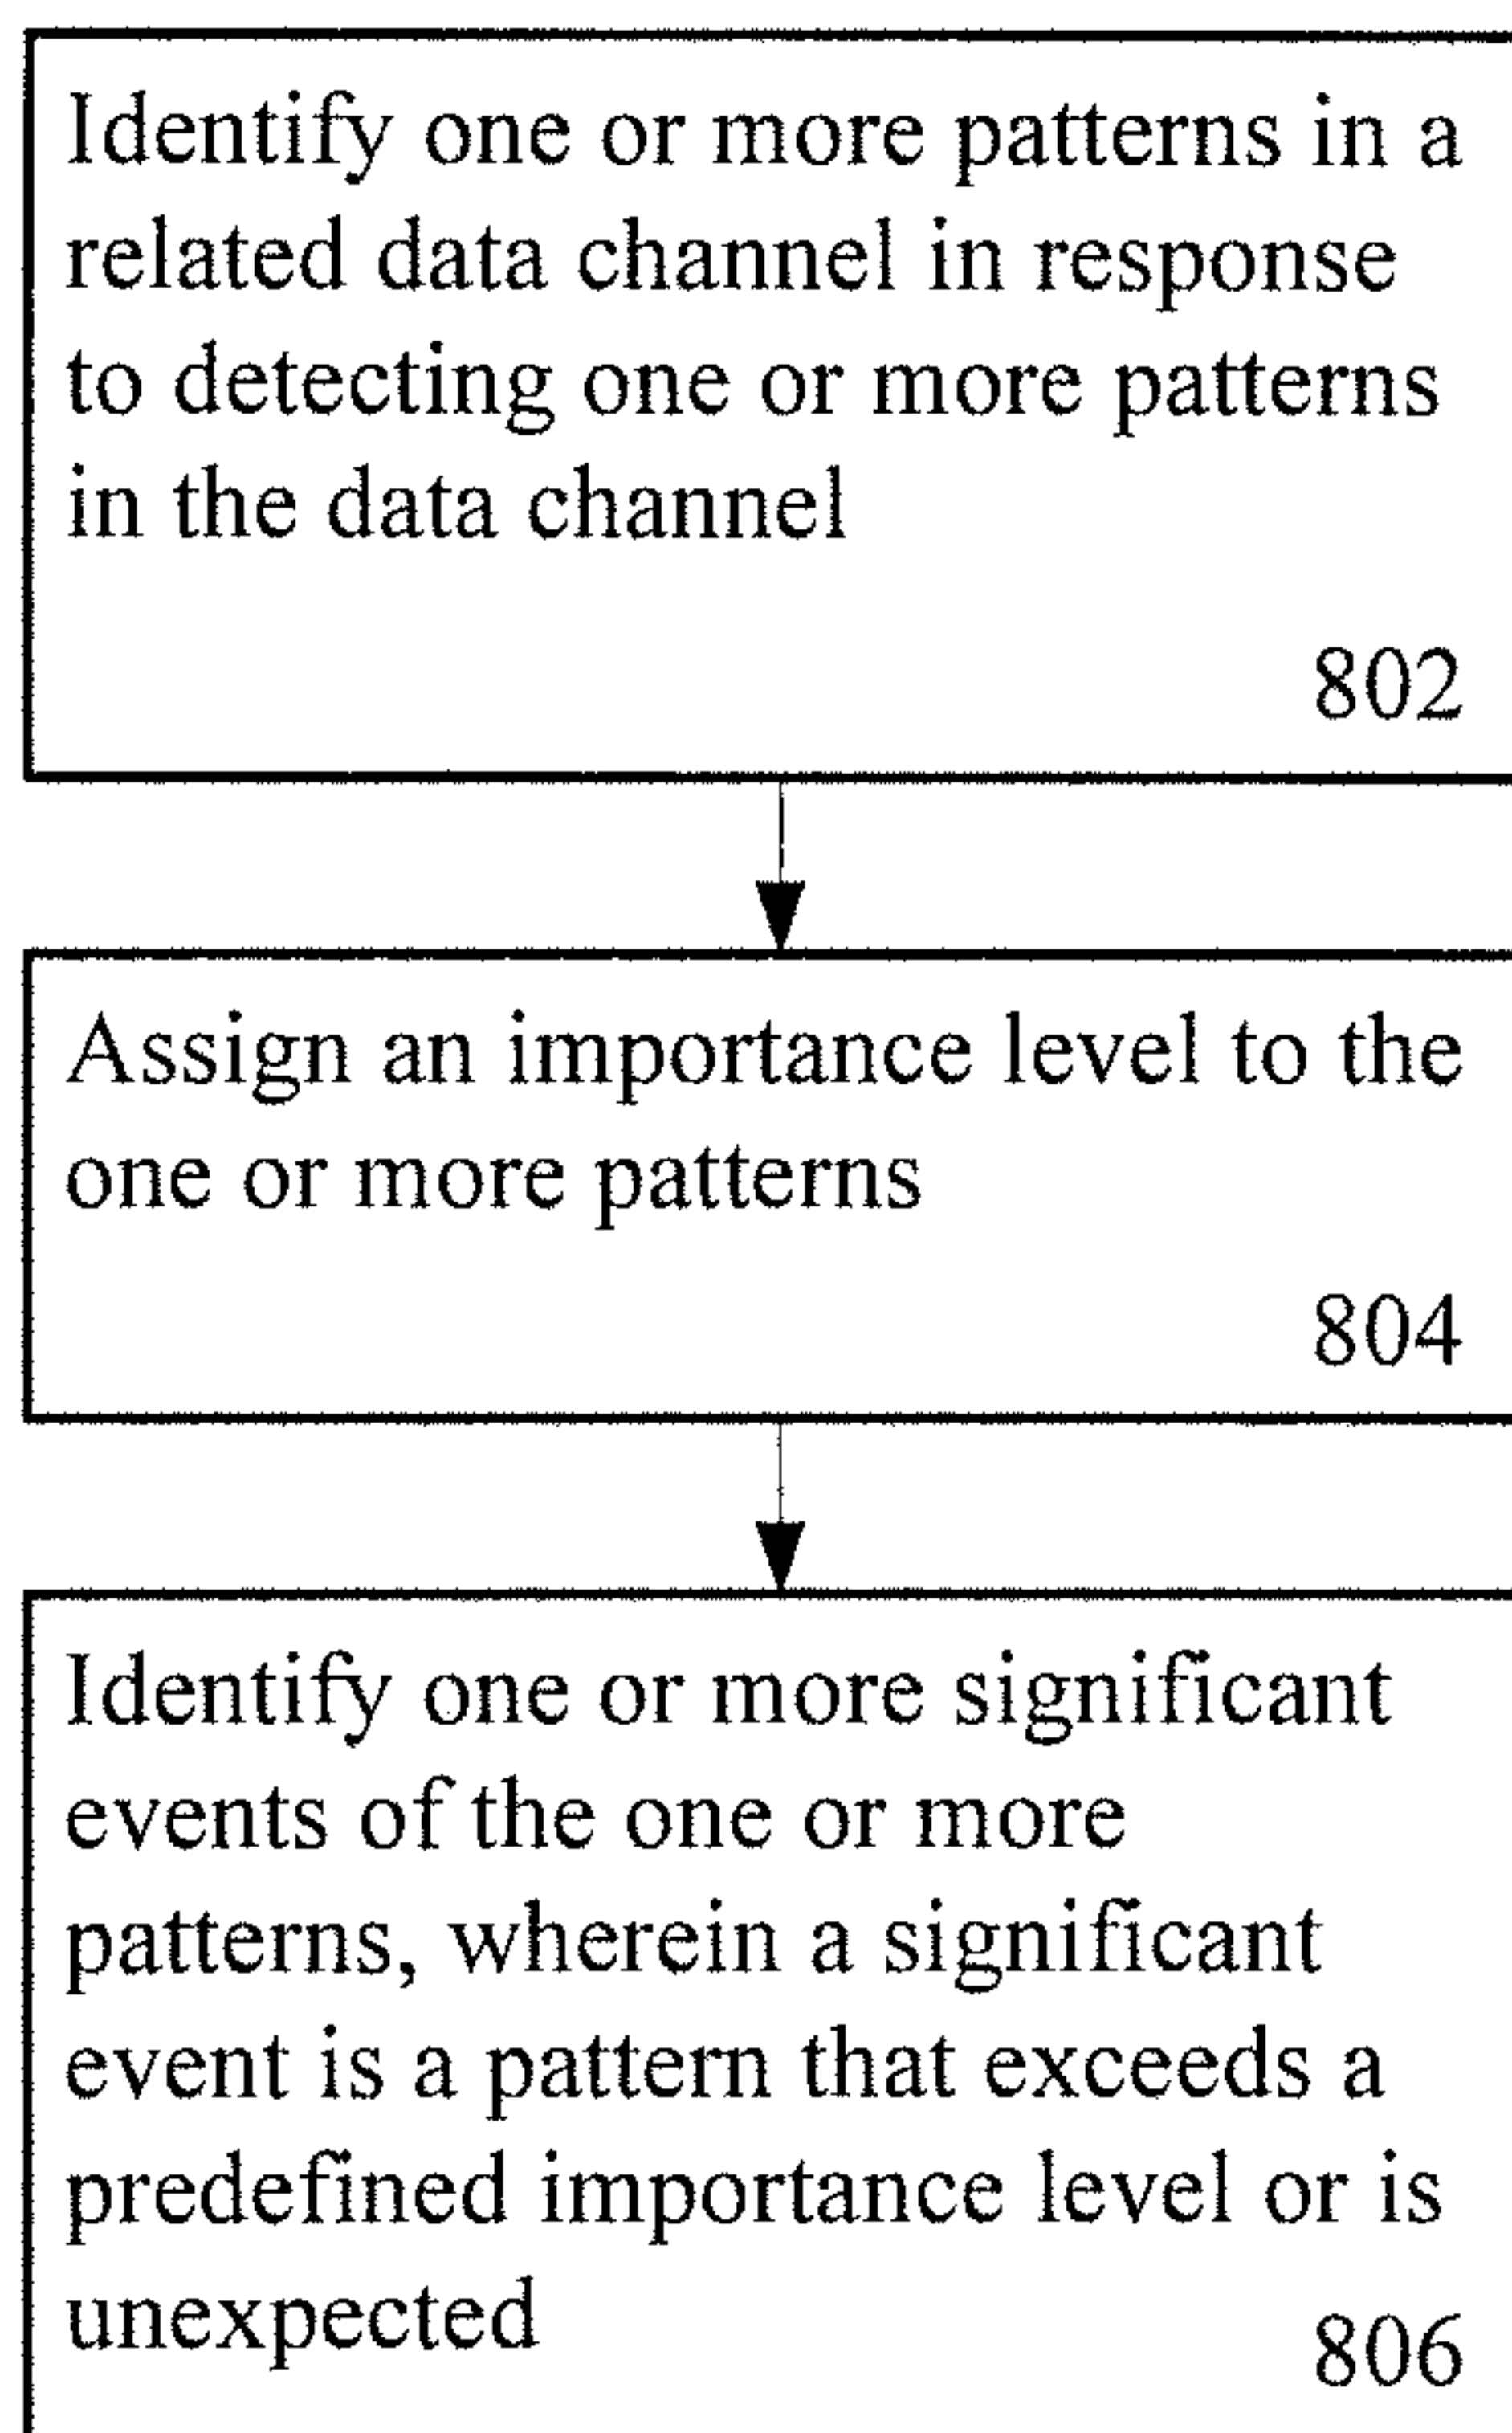 Identify one or more patterns in a
related data channel in response
to detecting one or more patterns
in the data channel
802
Assign an importance level to the
one or more patterns
804
Identify one or more significant
events of the one or more
patterns, wherein a significant
event is a pattern that exceeds a
predefined importance level or is
unexpected
806